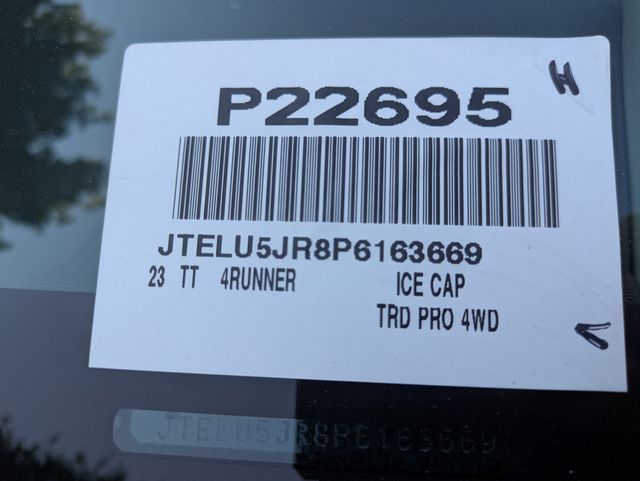 H
P22695
JTELU5JR8P6163669
23 TT 4RUNNER ICE CAP
TRD PRO 4WD
JTELU5JR8P6163669